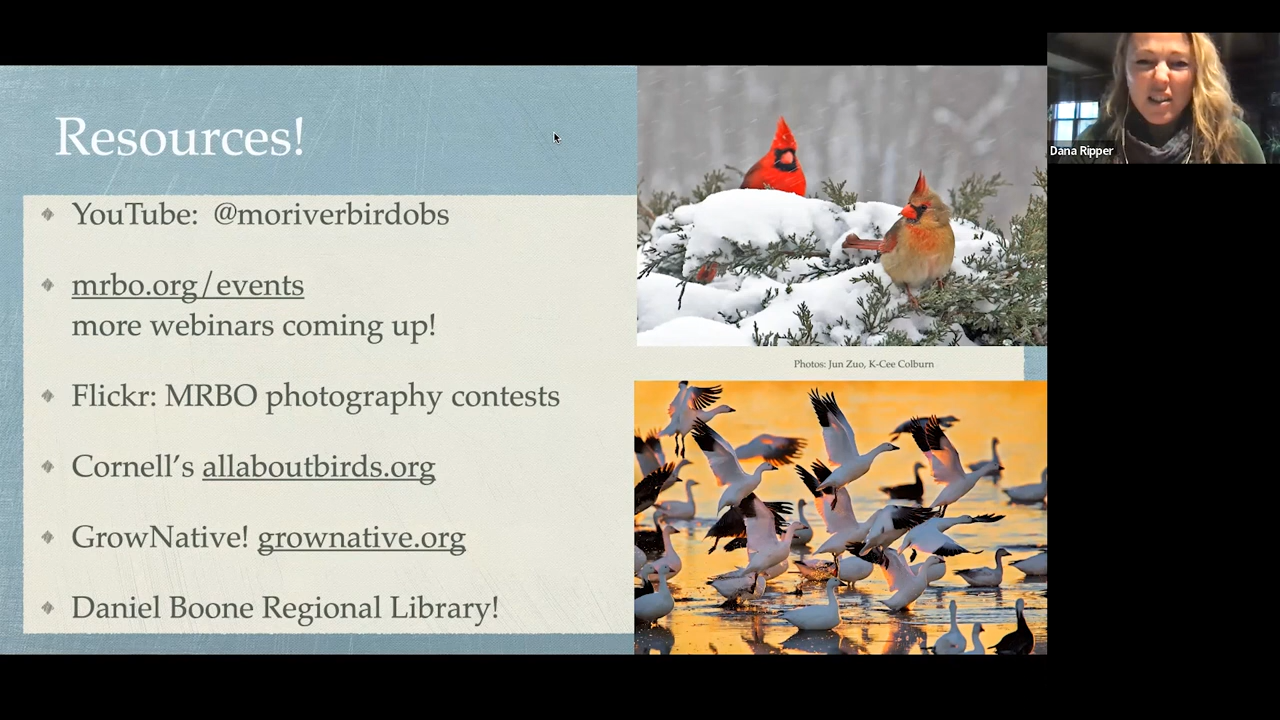 Resources!
YouTube: @moriverbirdobs
mrbo.org/events
more webinars coming up!
Flickr: MRBO photography contests
Cornell’s allaboutbirds.org
GrowNative! grownative.org
Daniel Boone Regional Library!
Photos: Jun Zuo, K-Cee Colburn
Dana Ripper